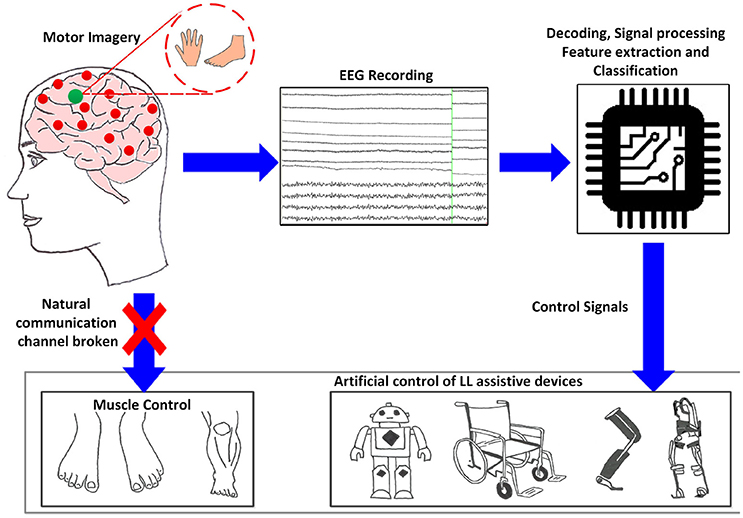 Motor Imagery
EEG Recording
Decoding, Signal processing
Feature extraction and
Classification
Natural
communication
channel broken
Control Signals
Artificial control of LL assistive devices
Muscle Control